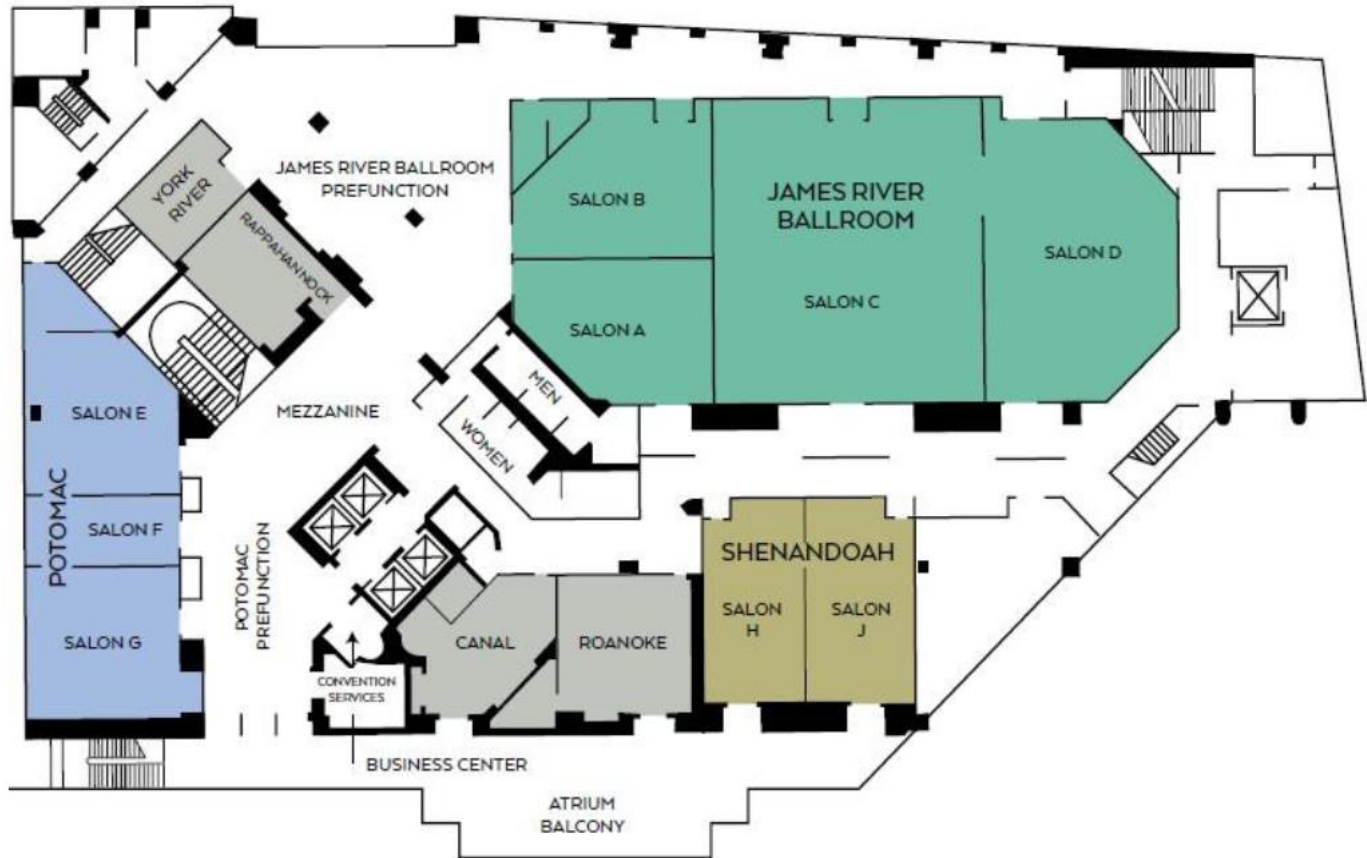 YORK
RIVER
RAPPAHANNOCK
JAMES RIVER BALLROOM
PREFUNCTION
SALON B
JAMES RIVER
BALLROOM
SALON D
SALON A
SALON C
MEN
WOMEN
MEZZANINE
POTOMAC
SALON E
SALON F
SALON G
POTOMAC
PREFUNCTION
CONVENTION
SERVICES
CANAL
ROANOKE
SHENANDOAH
SALON
H
SALON
J
BUSINESS CENTER
ATRIUM
BALCONY